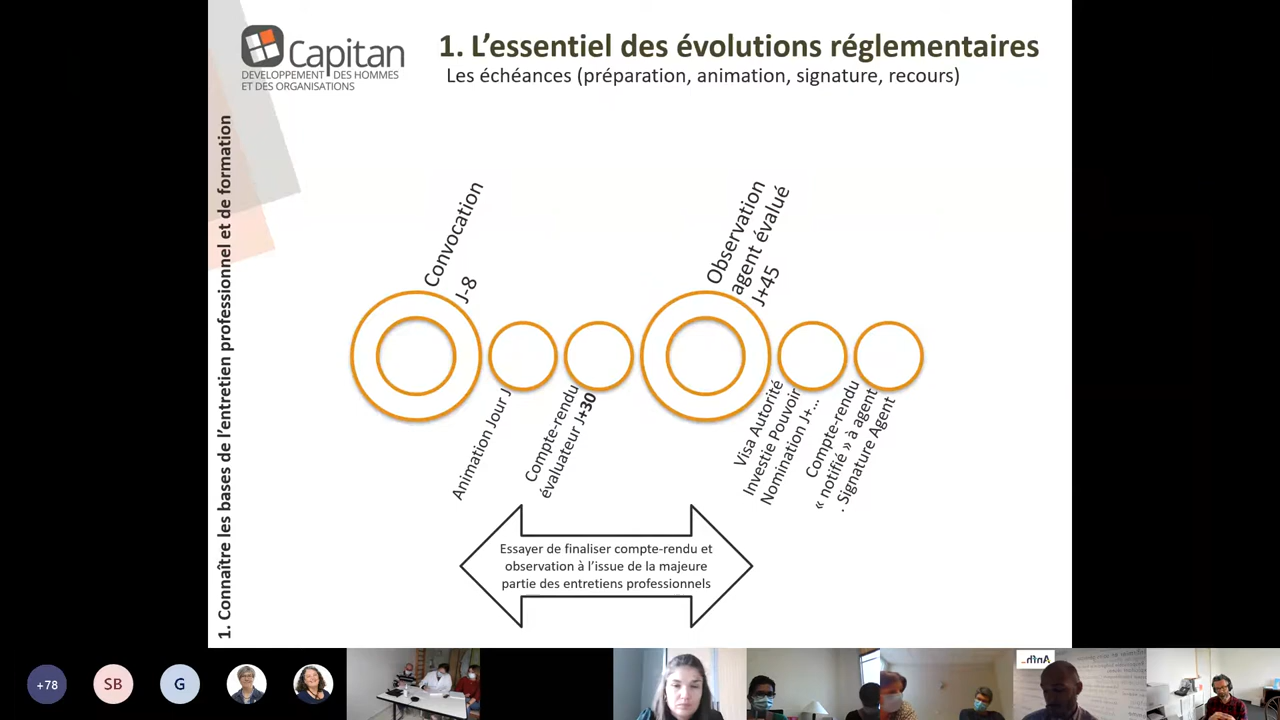 Capitan
DEVELOPPEMENT DES HOMMES
ET DES ORGANISATIONS
1. L'essentiel des évolutions réglementaires
Les échéances (préparation, animation, signature, recours)
1. Connaître les bases de l'entretien professionnel et de formation
Convocation
J-8
Animation Jour J
Compte-rendu
évaluateur J+30
Observation
agent évalué
J+45
Visa Autorité
Investie Pouvoir
Nomination J+...
Compte-rendu
« notifié » à agent
. Signature Agent
Essayer de finaliser compte-rendu et
observation à l'issue de la majeure
partie des entretiens professionnels
+78
SB
G
Anfh